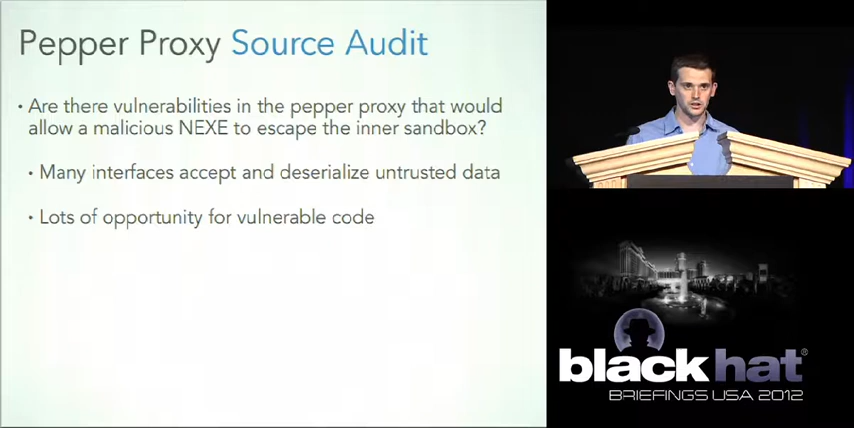 Pepper Proxy Source Audit
• Are there vulnerabilities in the pepper proxy that would
allow a malicious NEXE to escape the inner sandbox?
• Many interfaces accept and deserialize untrusted data
• Lots of opportunity for vulnerable code
black hat®
BRIEFINGS USA 2012